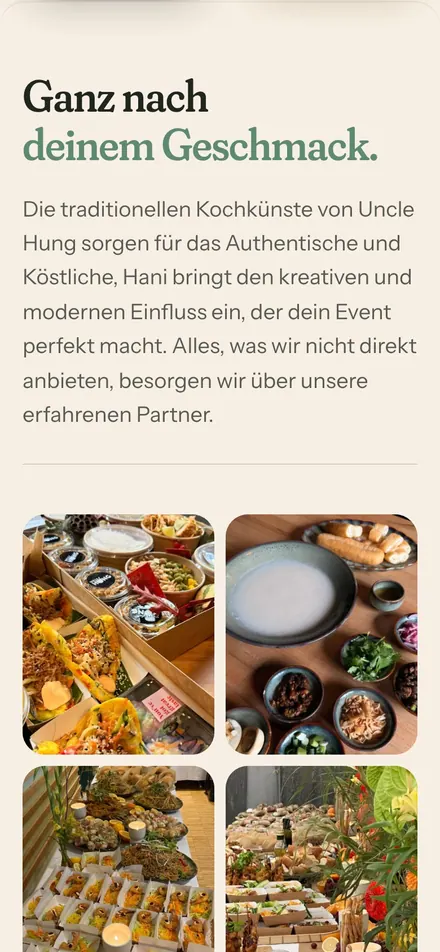 Ganz nach
deinem Geschmack.
Die traditionellen Kochkünste von Uncle
Hung sorgen für das Authentische und
Köstliche, Hani bringt den kreativen und
modernen Einfluss ein, der dein Event
perfekt macht. Alles, was wir nicht direkt
anbieten, besorgen wir über unsere
erfahrenen Partner.